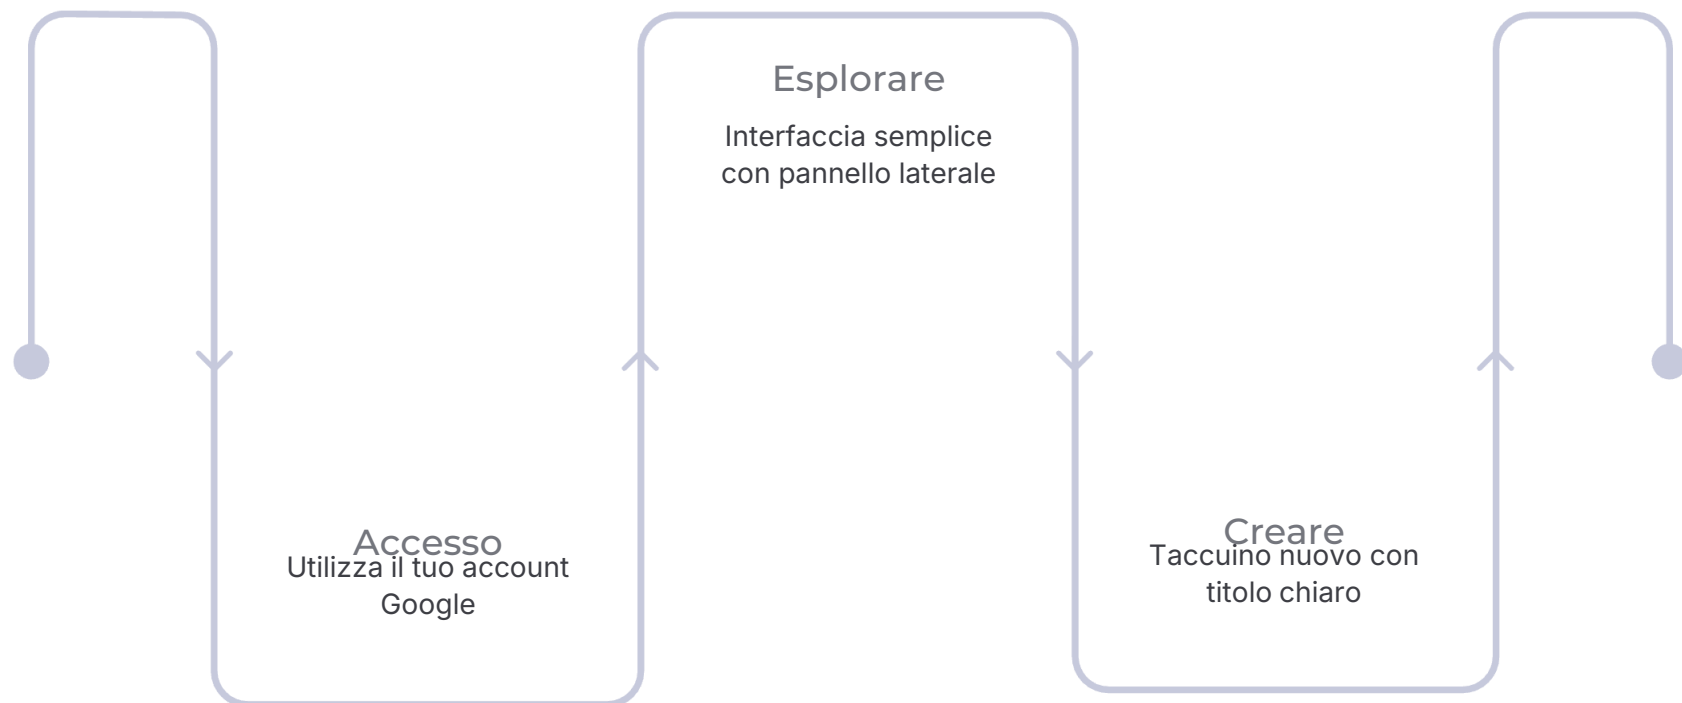 Accesso
Utilizza il tuo account
Google
Esplorare
Interfaccia semplice
con pannello laterale
Creare
Taccuino nuovo con
titolo chiaro